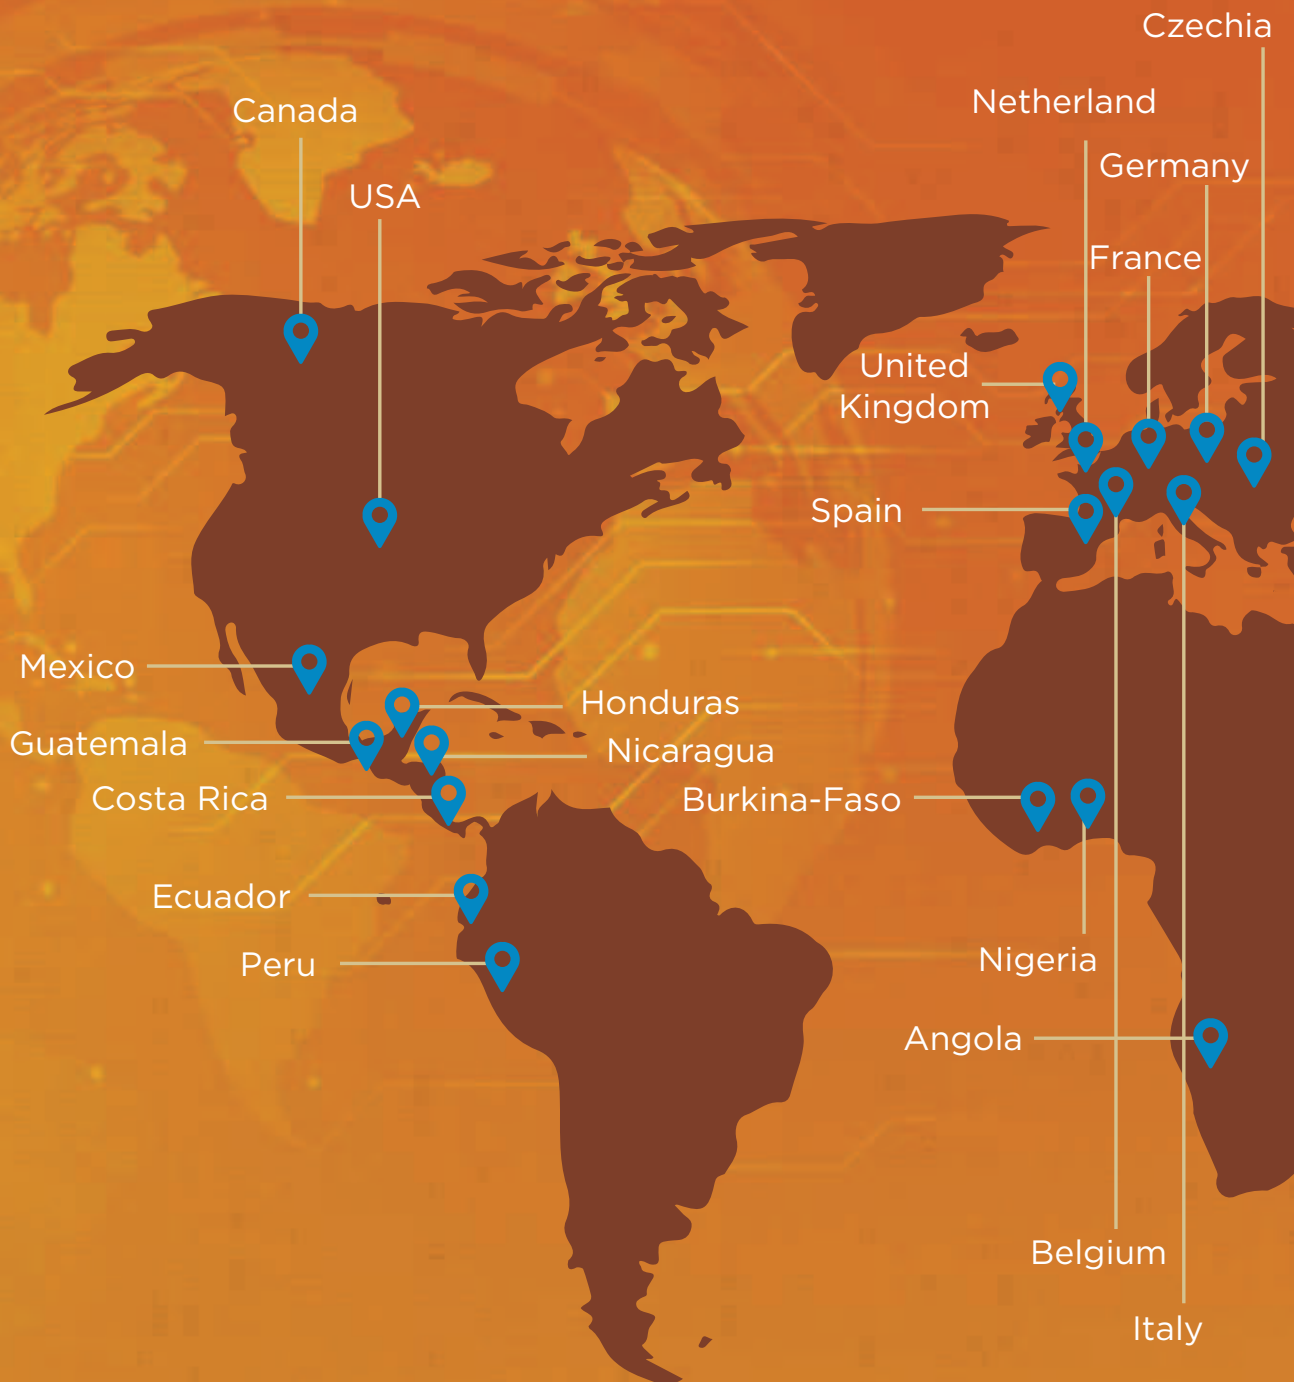 Czechia
Netherland
Canada
Germany
USA
France
United
Kingdom
Spain
Mexico
Honduras
Guatemala
Nicaragua
Costa Rica
Burkina-Faso
Ecuador
Nigeria
Peru
Angola
Belgium
Italy